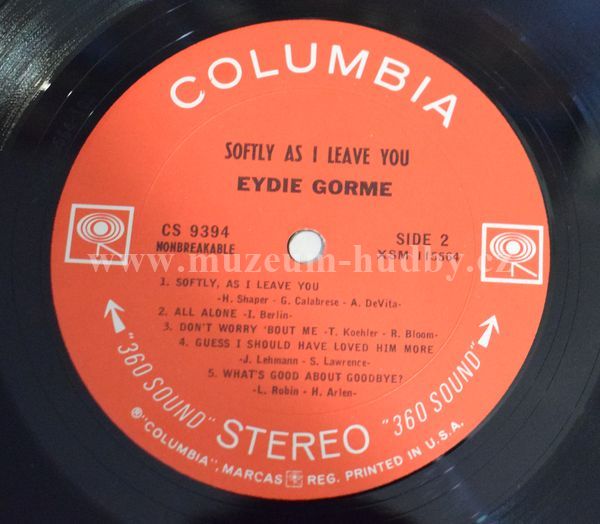 COLUMBIA
SOFTLY AS I LEAVE YOU
EYDIE GORME
CS 9394
NONBREAKABLE
SIDE 2
XSM 113564
www.muzeum-hudby.cz
1. SOFTLY, AS I LEAVE YOU
-H. Shaper - G. Calabrese - A. DeVita-
2. ALL ALONE -I. Berlin-
3. DON'T WORRY 'BOUT ME -T. Koehler - R. Bloom-
4. GUESS I SHOULD HAVE LOVED HIM MORE
-J. Lehmann - S. Lawrence-
5. WHAT'S GOOD ABOUT GOODBYE?
-L. Robin - H. Arlen-
"360 SOUND" STEREO "360 SOUND"
®"COLUMBIA", MARCAS REG. PRINTED IN U.S.A.